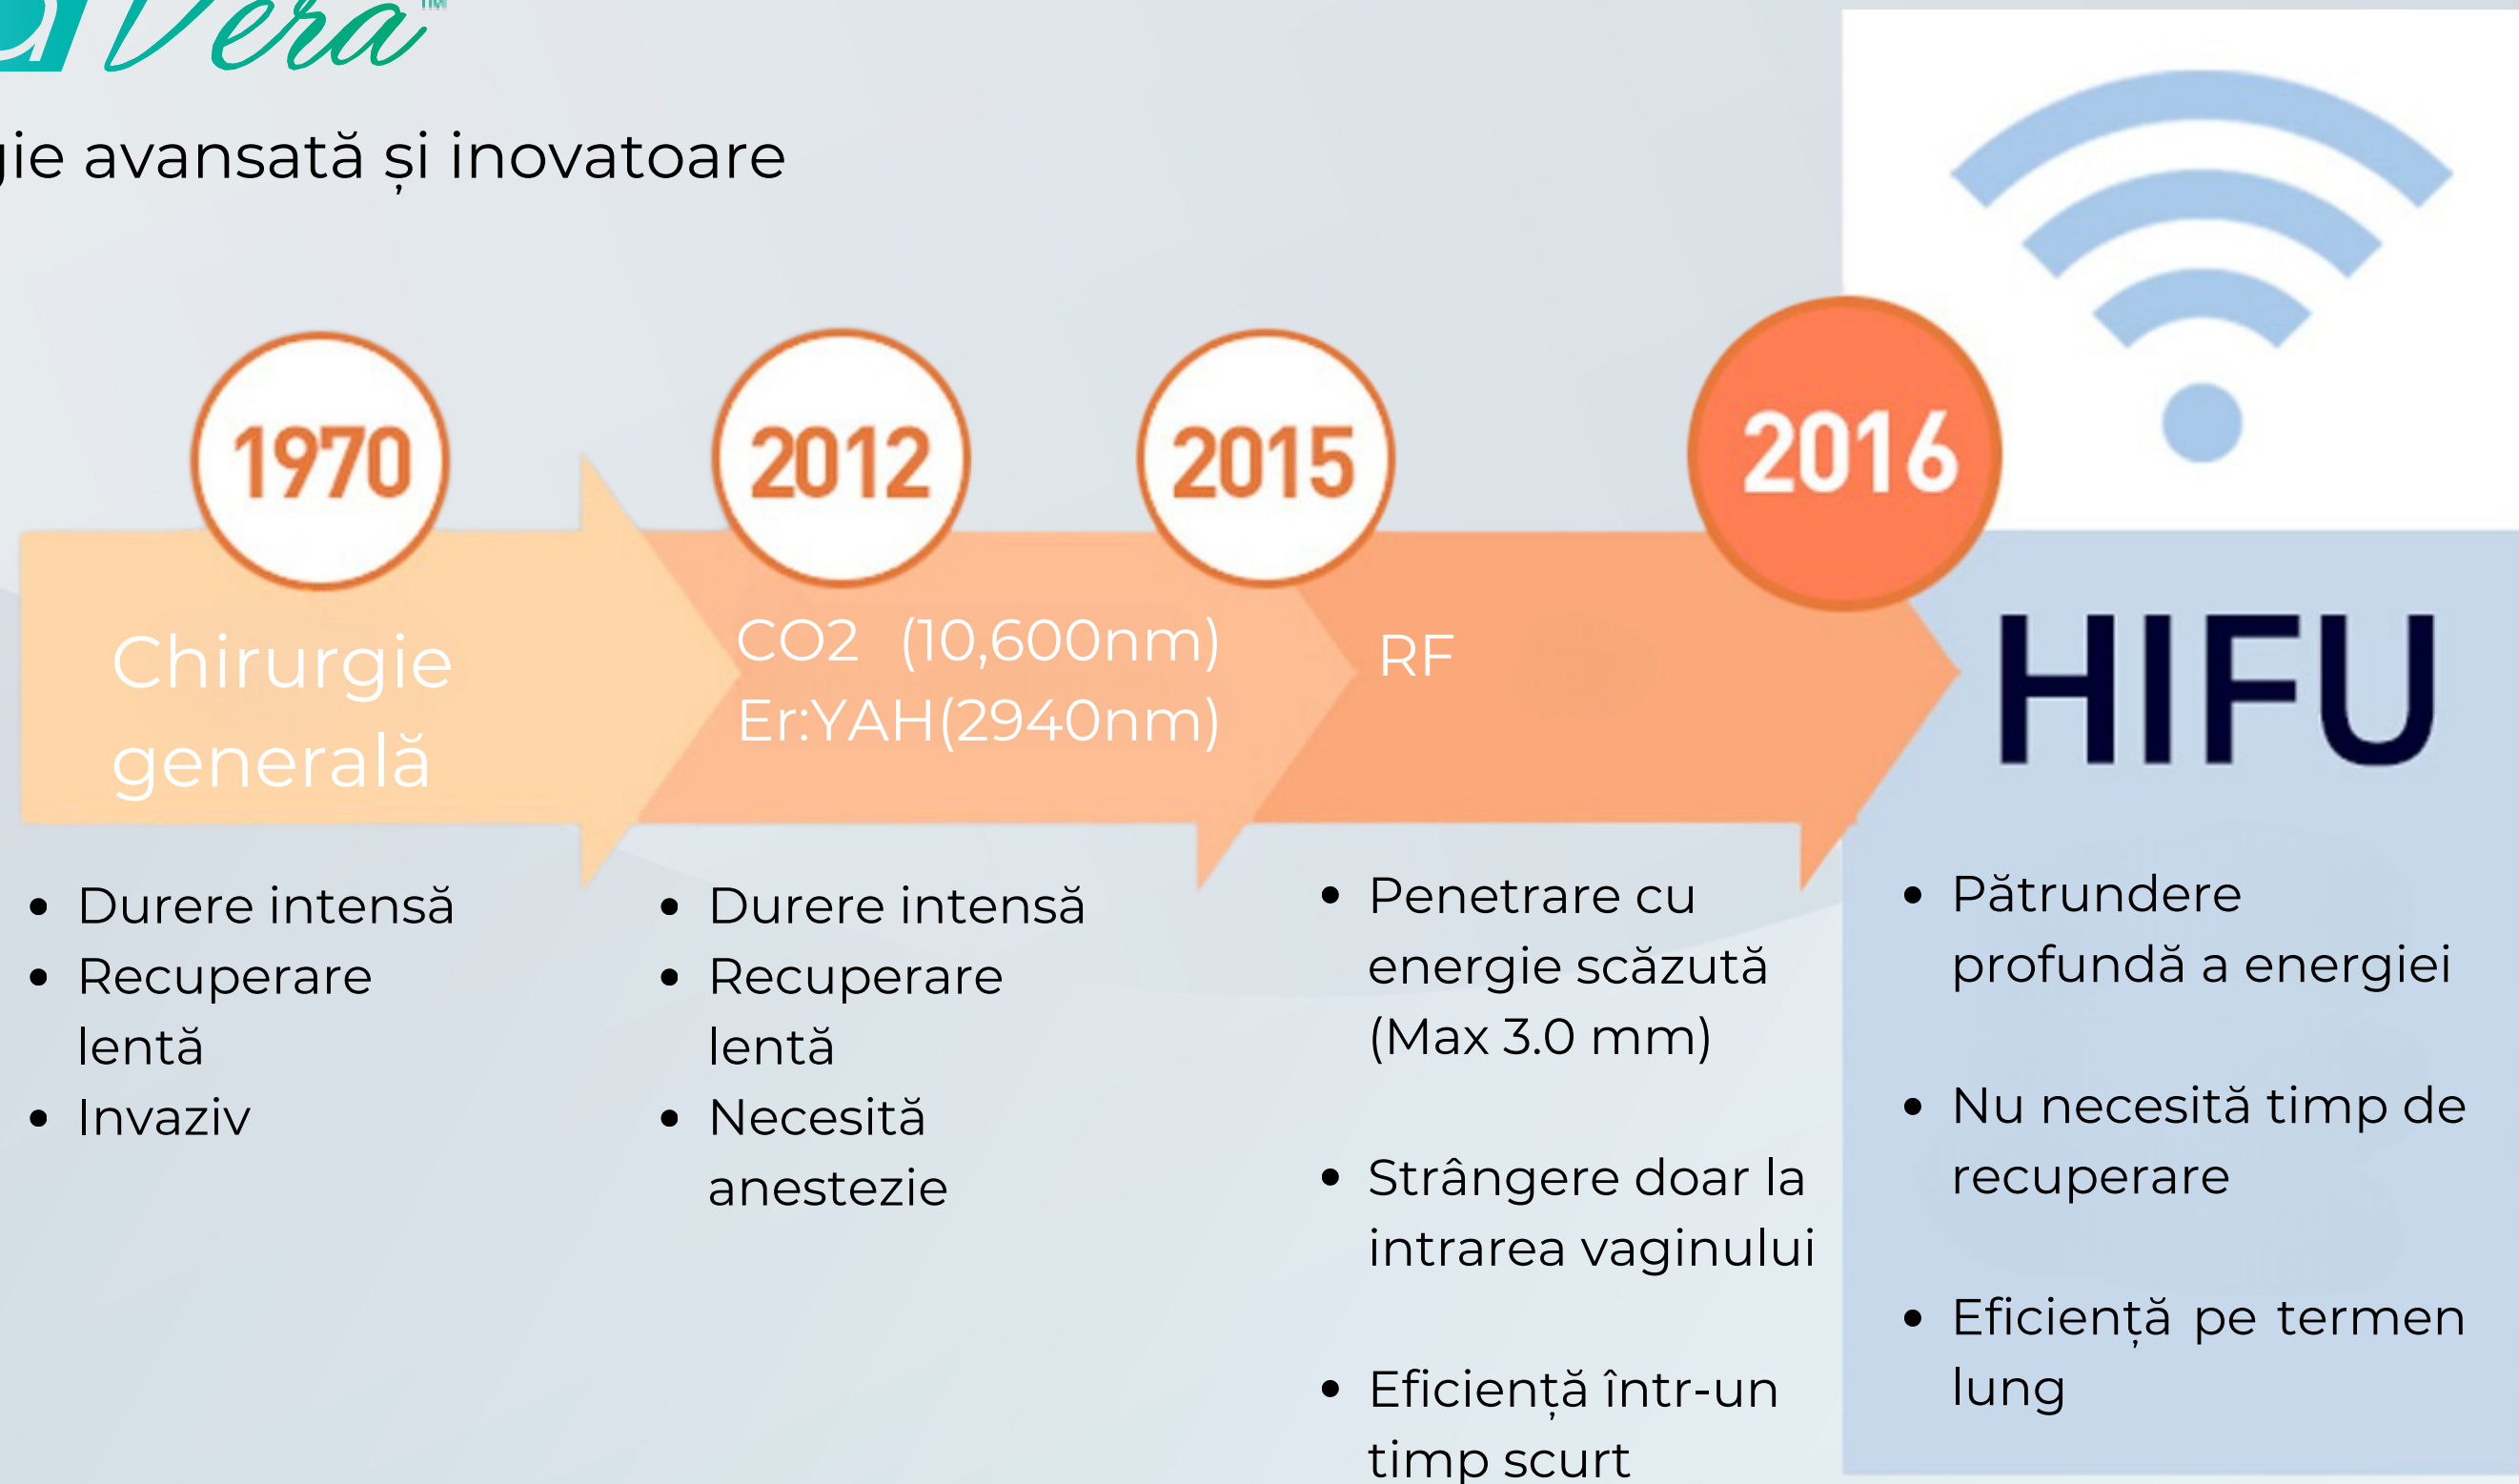 Vera™
gie avansată și inovatoare
1970
2012
2015
2016
Chirurgie
generală
CO2 (10,600nm)
Er:YAH(2940nm)
RF
HIFU
• Durere intensă
• Recuperare
lentă
• Invaziv
• Durere intensă
• Recuperare
lentă
• Necesită
anestezie
• Penetrare cu
energie scăzută
(Max 3.0 mm)
• Strângere doar la
intrarea vaginului
• Eficiență într-un
timp scurt
• Pătrundere
profundă a energiei
• Nu necesită timp de
recuperare
• Eficiență pe termen
lung